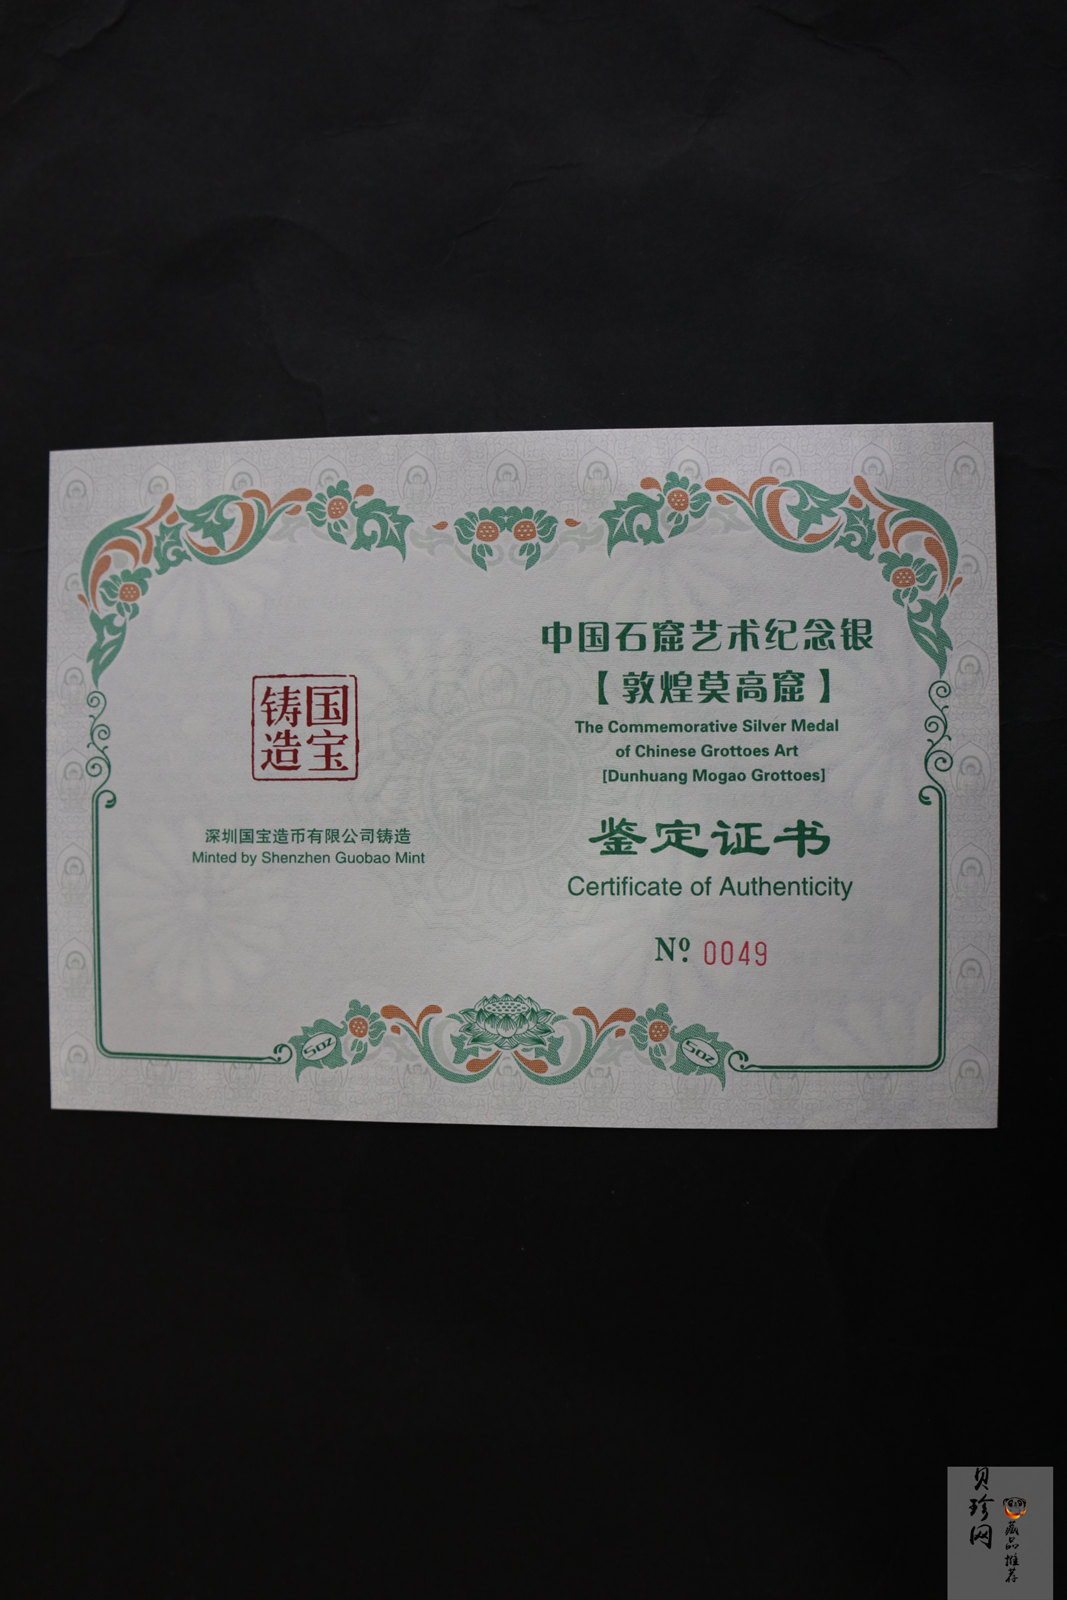 国宝
铸造
深圳国宝造币有限公司铸造
Minted by Shenzhen Guobao Mint
中国石窟艺术纪念银
【敦煌莫高窟】
The Commemorative Silver Medal
of Chinese Grottoes Art
[Dunhuang Mogao Grottoes]
鉴定证书
Certificate of Authenticity
Nº 0049
5oz
5oz
贝珍网
藏品推荐